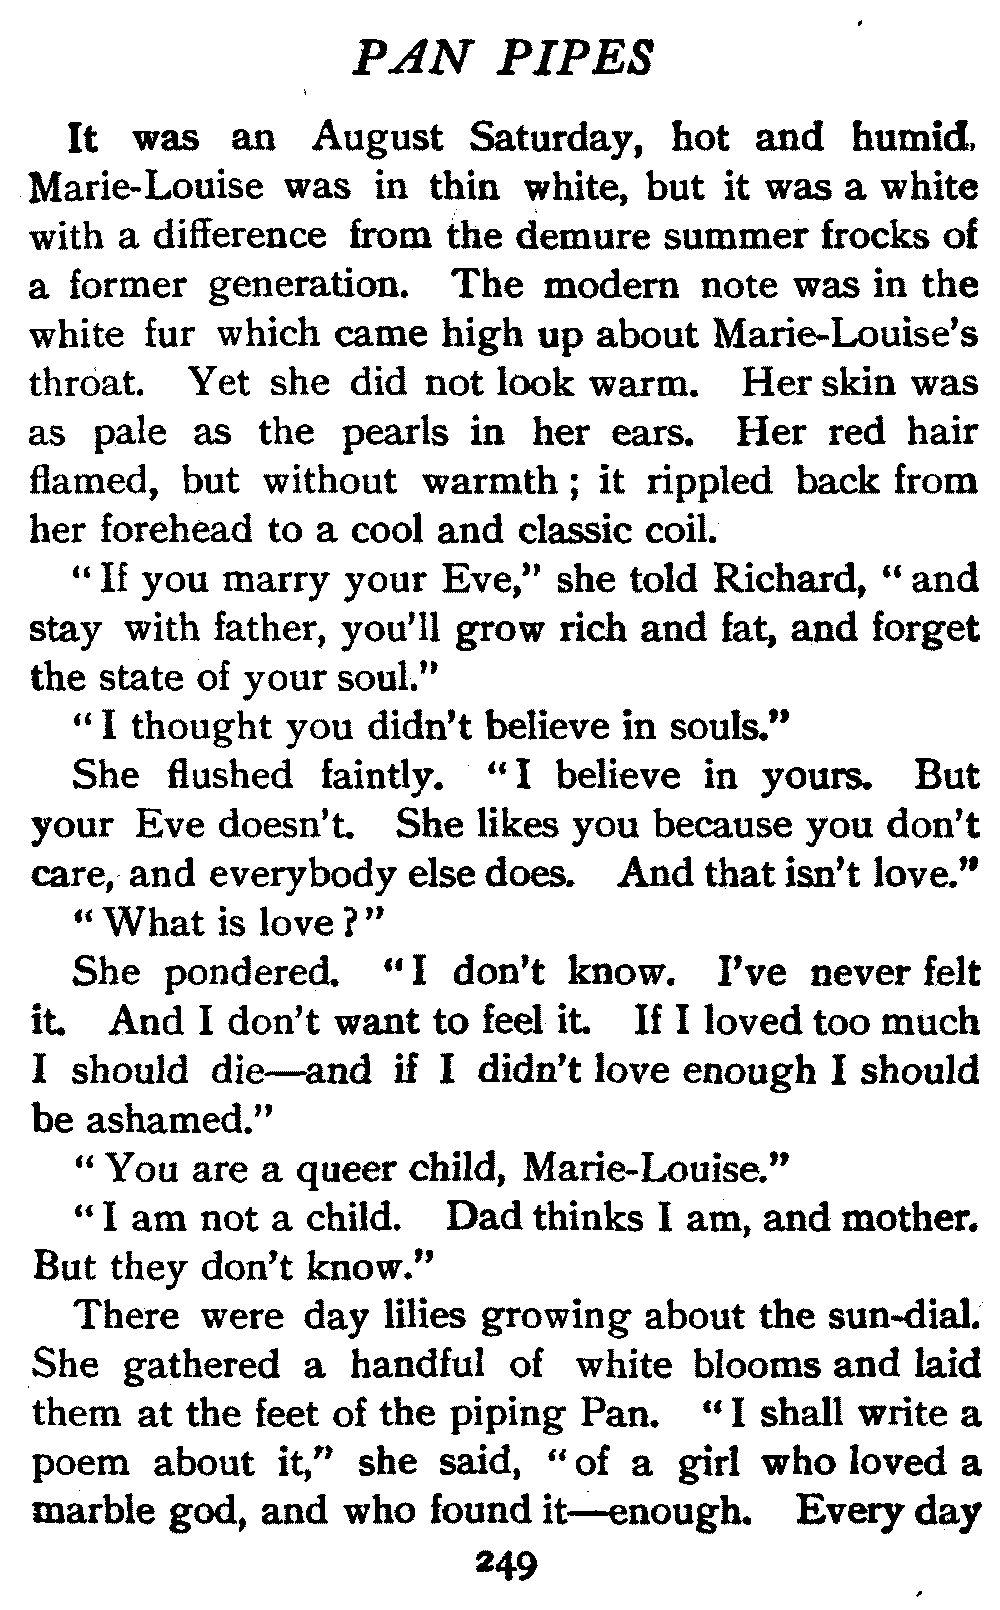 PAN PIPES
It was an August Saturday, hot and humid.
Marie-Louise was in thin white, but it was a white
with a difference from the demure summer frocks of
a former generation. The modern note was in the
white fur which came high up about Marie-Louise's
throat. Yet she did not look warm. Her skin was
as pale as the pearls in her ears. Her red hair
flamed, but without warmth; it rippled back from
her forehead to a cool and classic coil.
"If you marry your Eve," she told Richard, "and
stay with father, you'll grow rich and fat, and forget
the state of your soul."
"I thought you didn't believe in souls."
She flushed faintly. "I believe in yours. But
your Eve doesn't. She likes you because you don't
care, and everybody else does. And that isn't love."
"What is love?"
She pondered. "I don't know. I've never felt
it. And I don't want to feel it. If I loved too much
I should die—and if I didn't love enough I should
be ashamed."
"You are a queer child, Marie-Louise."
"I am not a child. Dad thinks I am, and mother.
But they don't know."
There were day lilies growing about the sun-dial.
She gathered a handful of white blooms and laid
them at the feet of the piping Pan. "I shall write a
poem about it," she said, "of a girl who loved a
marble god, and who found it—enough. Every day
249